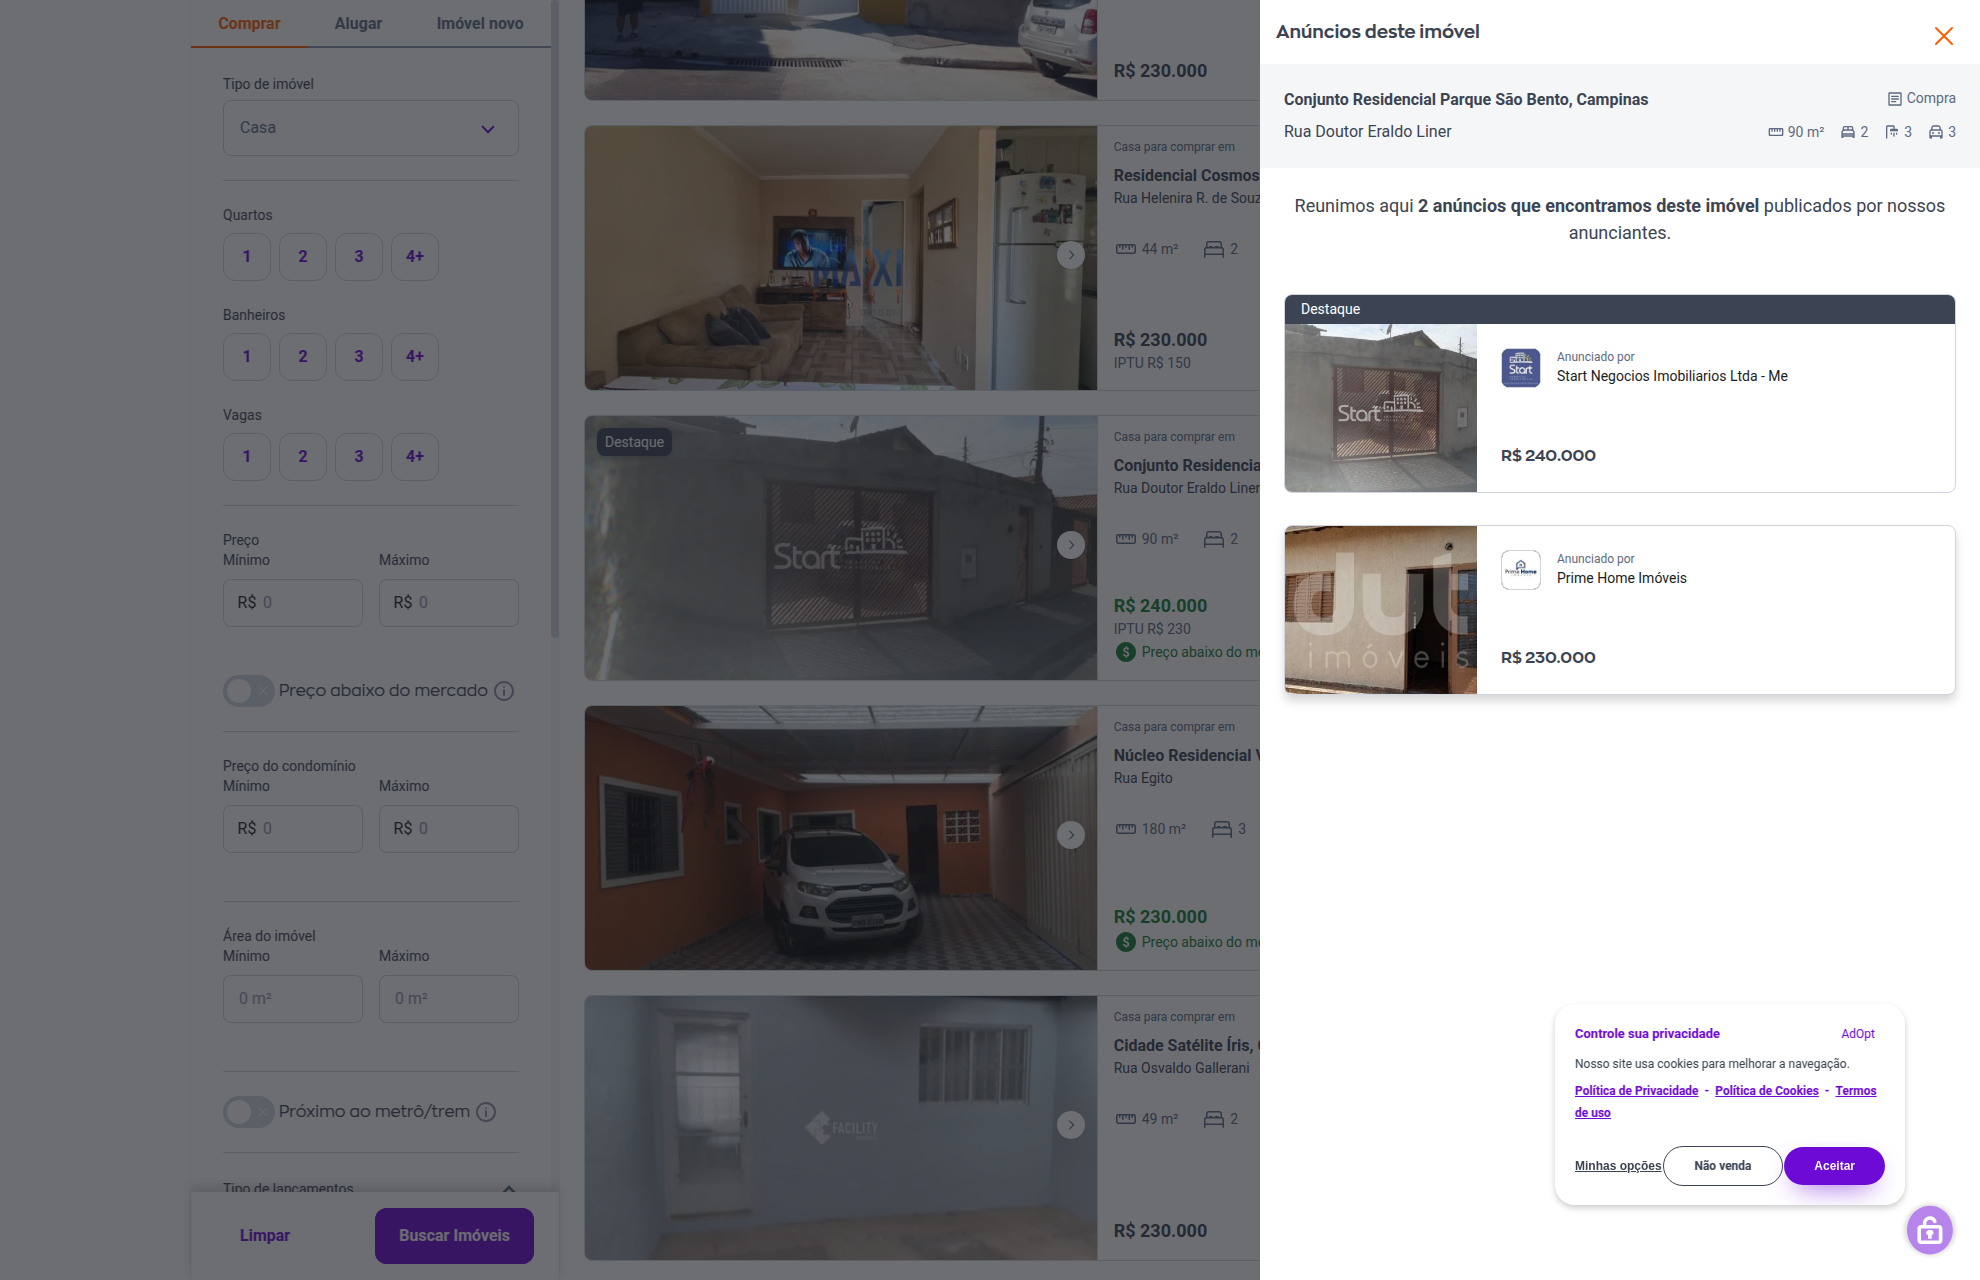 Comprar
Alugar
Imóvel novo
Tipo de imóvel
Casa
Quartos
1
2
3
4+
Banheiros
1
2
3
4+
Vagas
1
2
3
4+
Preço
Mínimo
Máximo
R$ 0
R$ 0
Preço abaixo do mercado
Preço do condomínio
Mínimo
Máximo
R$ 0
R$ 0
Área do imóvel
Mínimo
Máximo
0 m²
0 m²
Próximo ao metrô/trem
Tipo de lançamentos
Limpar
Buscar Imóveis
R$ 230.000
Casa para comprar em
Residencial Cosmos
Rua Helenira R. de Souz
44 m²
2
R$ 230.000
IPTU R$ 150
Destaque
Start
Casa para comprar em
Conjunto Residencia
Rua Doutor Eraldo Liner
90 m²
2
R$ 240.000
IPTU R$ 230
Preço abaixo do me
Casa para comprar em
Núcleo Residencial V
Rua Egito
180 m²
3
R$ 230.000
Preço abaixo do me
FACILITY
Casa para comprar em
Cidade Satélite Íris,
Rua Osvaldo Gallerani
49 m²
2
R$ 230.000
Anúncios deste imóvel
Conjunto Residencial Parque São Bento, Campinas
Compra
Rua Doutor Eraldo Liner
90 m²
2
3
3
Reunimos aqui 2 anúncios que encontramos deste imóvel publicados por nossos
anunciantes.
Destaque
Start
Start
Anunciado por
Start Negocios Imobiliarios Ltda - Me
R$ 240.000
imóveis
Prime Home
Anunciado por
Prime Home Imóveis
R$ 230.000
Controle sua privacidade
AdOpt
Nosso site usa cookies para melhorar a navegação.
Política de Privacidade - Política de Cookies - Termos
de uso
Minhas opções
Não venda
Aceitar